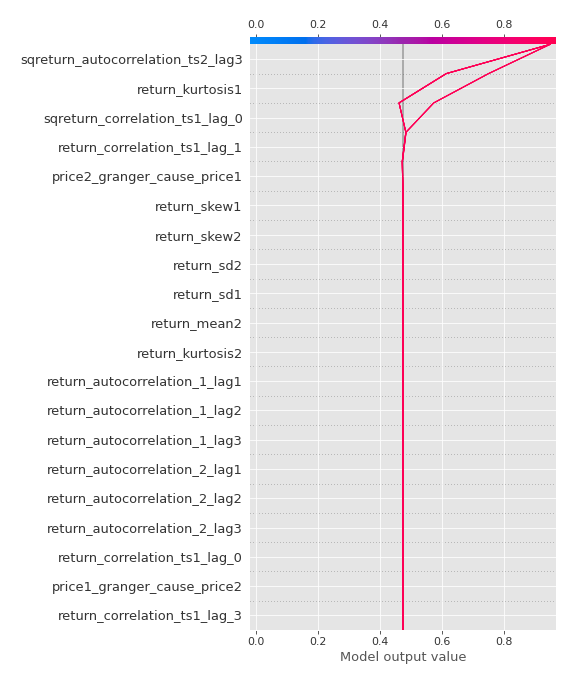 0.0 0.2 0.4 0.6 0.8
sqreturn_autocorrelation_ts2_lag3
return_kurtosis1
sqreturn_correlation_ts1_lag_0
return_correlation_ts1_lag_1
price2_granger_cause_price1
return_skew1
return_skew2
return_sd2
return_sd1
return_mean2
return_kurtosis2
return_autocorrelation_1_lag1
return_autocorrelation_1_lag2
return_autocorrelation_1_lag3
return_autocorrelation_2_lag1
return_autocorrelation_2_lag2
return_autocorrelation_2_lag3
return_correlation_ts1_lag_0
price1_granger_cause_price2
return_correlation_ts1_lag_3
0.0 0.2 0.4 0.6 0.8
Model output value